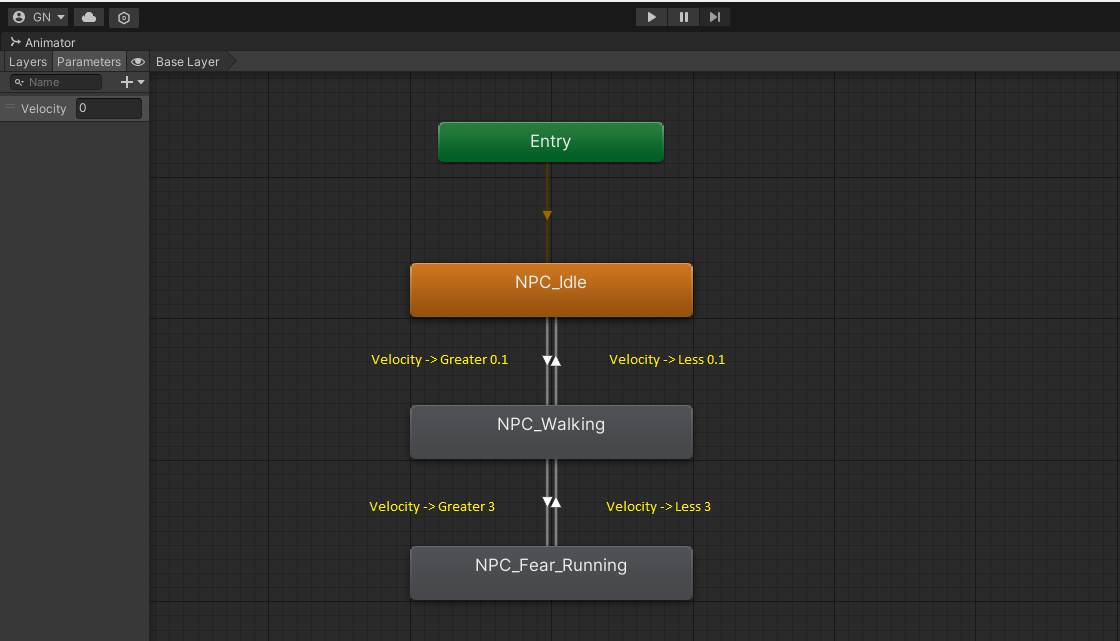 GN
Animator
Layers Parameters Base Layer
Name
Velocity 0
Entry
NPC_Idle
Velocity -> Greater 0.1 Velocity -> Less 0.1
NPC_Walking
Velocity -> Greater 3 Velocity -> Less 3
NPC_Fear_Running